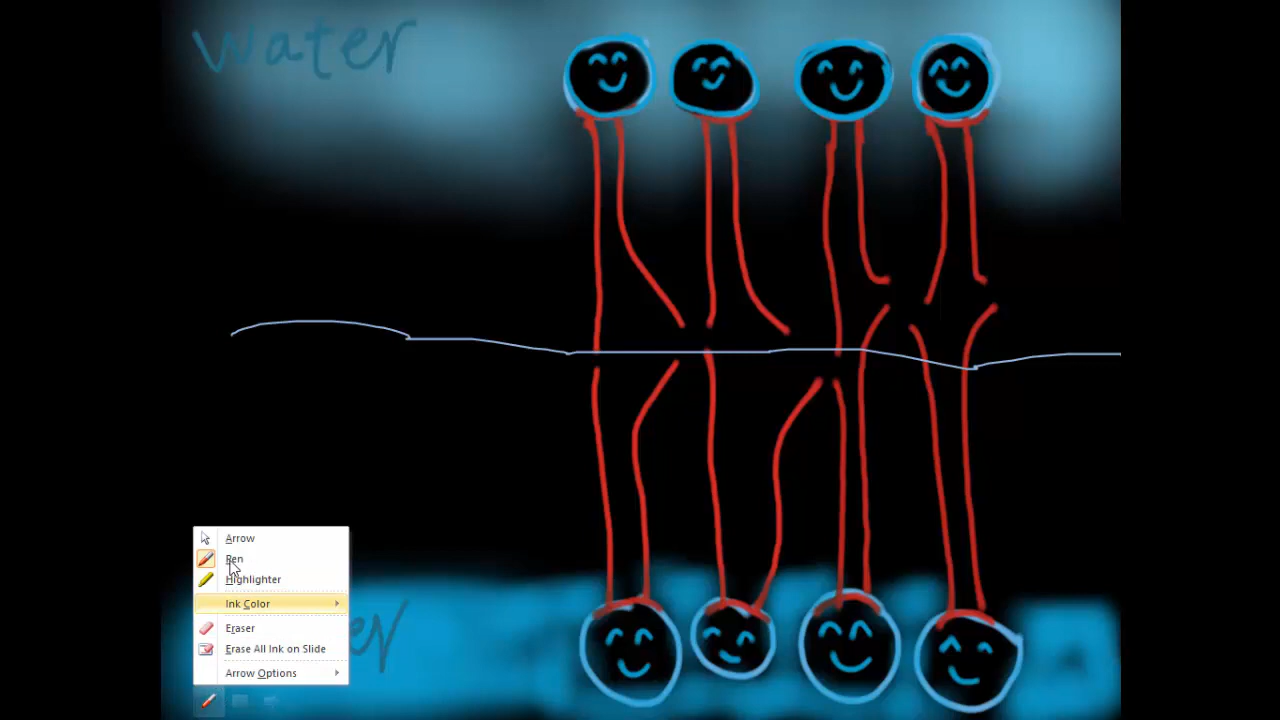 water
Arrow
Pen
Highlighter
Ink Color
Eraser
Erase All Ink on Slide
Arrow Options